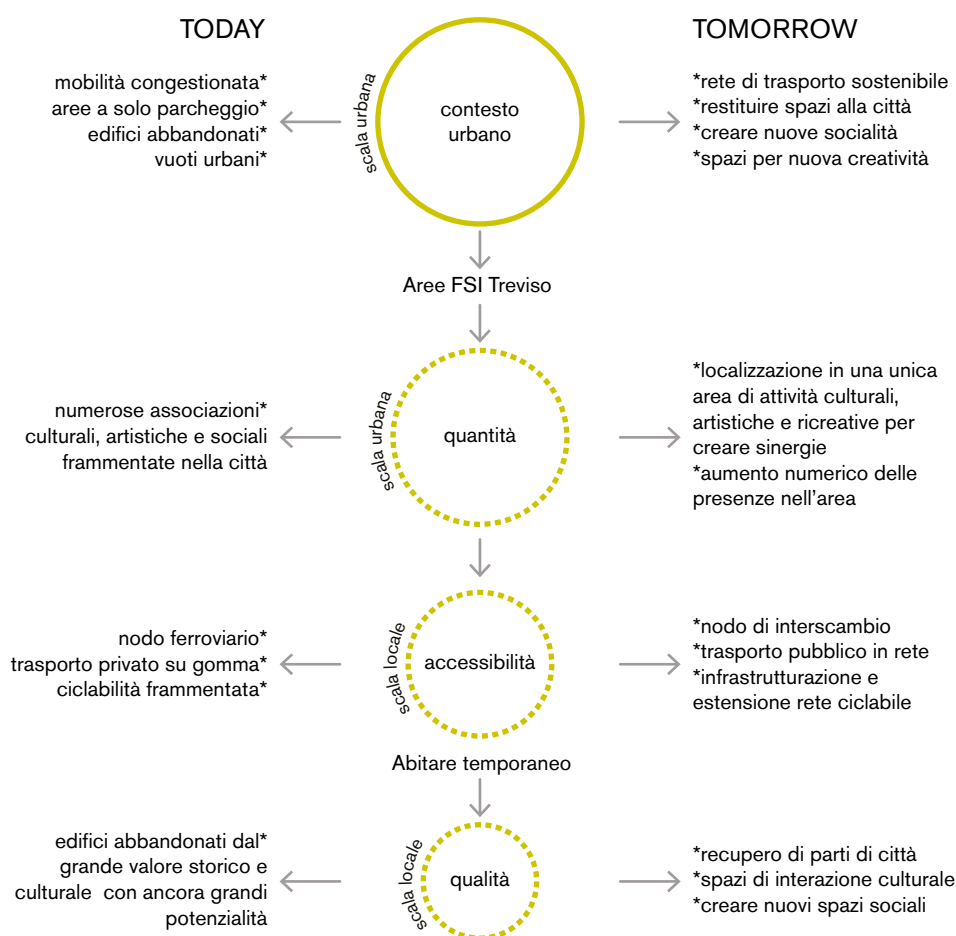 TODAY
TOMORROW
mobilità congestionata*
aree a solo parcheggio*
edifici abbandonati*
vuoti urbani*
scala urbana
contesto
urbano
*rete di trasporto sostenibile
*restituire spazi alla città
*creare nuove socialità
*spazi per nuova creatività
Aree FSI Treviso
numerose associazioni*
culturali, artistiche e sociali
frammentate nella città
scala urbana
quantità
*localizzazione in una unica
area di attività culturali,
artistiche e ricreative per
creare sinergie
*aumento numerico delle
presenze nell'area
nodo ferroviario*
trasporto privato su gomma*
ciclabilità frammentata*
scala locale
accessibilità
*nodo di interscambio
*trasporto pubblico in rete
*infrastrutturazione e
estensione rete ciclabile
Abitare temporaneo
edifici abbandonati dal*
grande valore storico e
culturale  con ancora grandi
potenzialità
scala locale
qualità
*recupero di parti di città
*spazi di interazione culturale
*creare nuovi spazi sociali